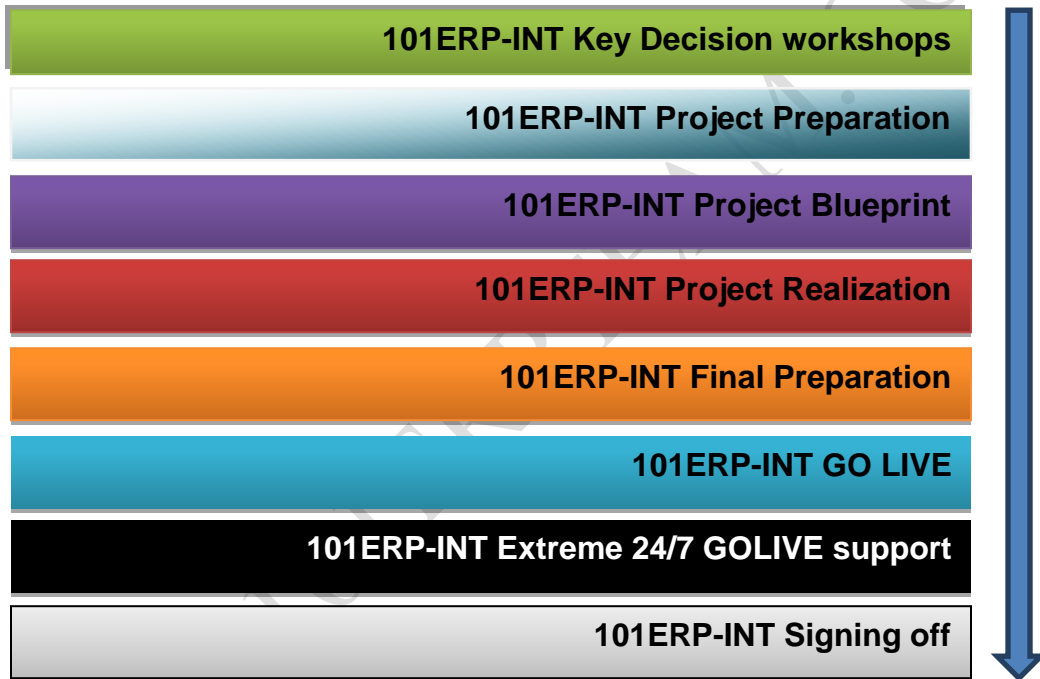 101ERP-INT Key Decision workshops
101ERP-INT Project Preparation
101ERP-INT Project Blueprint
101ERP-INT Project Realization
101ERP-INT Final Preparation
101ERP-INT GO LIVE
101ERP-INT Extreme 24/7 GOLIVE support
101ERP-INT Signing off